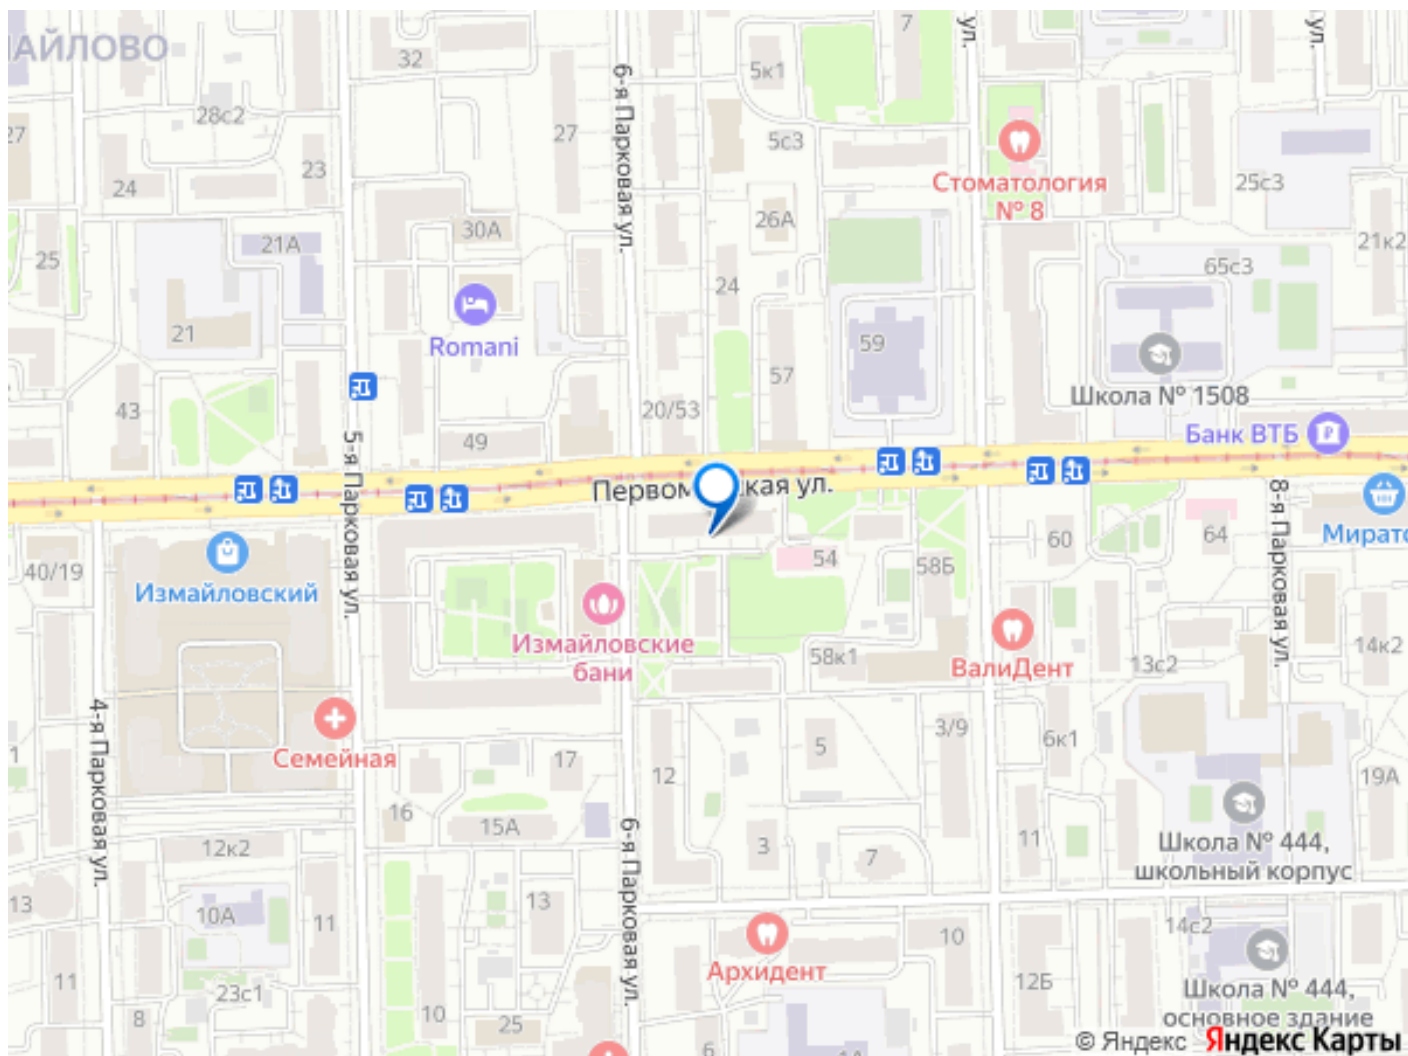 АЙЛОВО
32
5к1
7
ул.
ул.
6-я Парковая ул.
28с2
27
27
5с3
23
24
Стоматология
№ 8
25с3
26А
30А
21А
25
21к2
65с3
24
Romani
21
59
57
Школа № 1508
43
20/53
49
Банк ВТБ
5-я Парковая ул.
8-я Парковая ул.
Мирато
60
64
54
58Б
40/19
Измайловский
Измайловские
бани
58к1
ВалиДент
13с2
14к2
4-я Парковая ул.
Семейная
17
12
5
3/9
6к1
1
19А
16
15А
6-я Парковая ул.
3
7
11
12к2
Школа № 444,
школьный корпус
13
10А
11
13
14с2
10
Архидент
12Б
11
23с1
8
10
25
6
1А
Школа № 444,
основное здание
© Яндекс Яндекс Карты